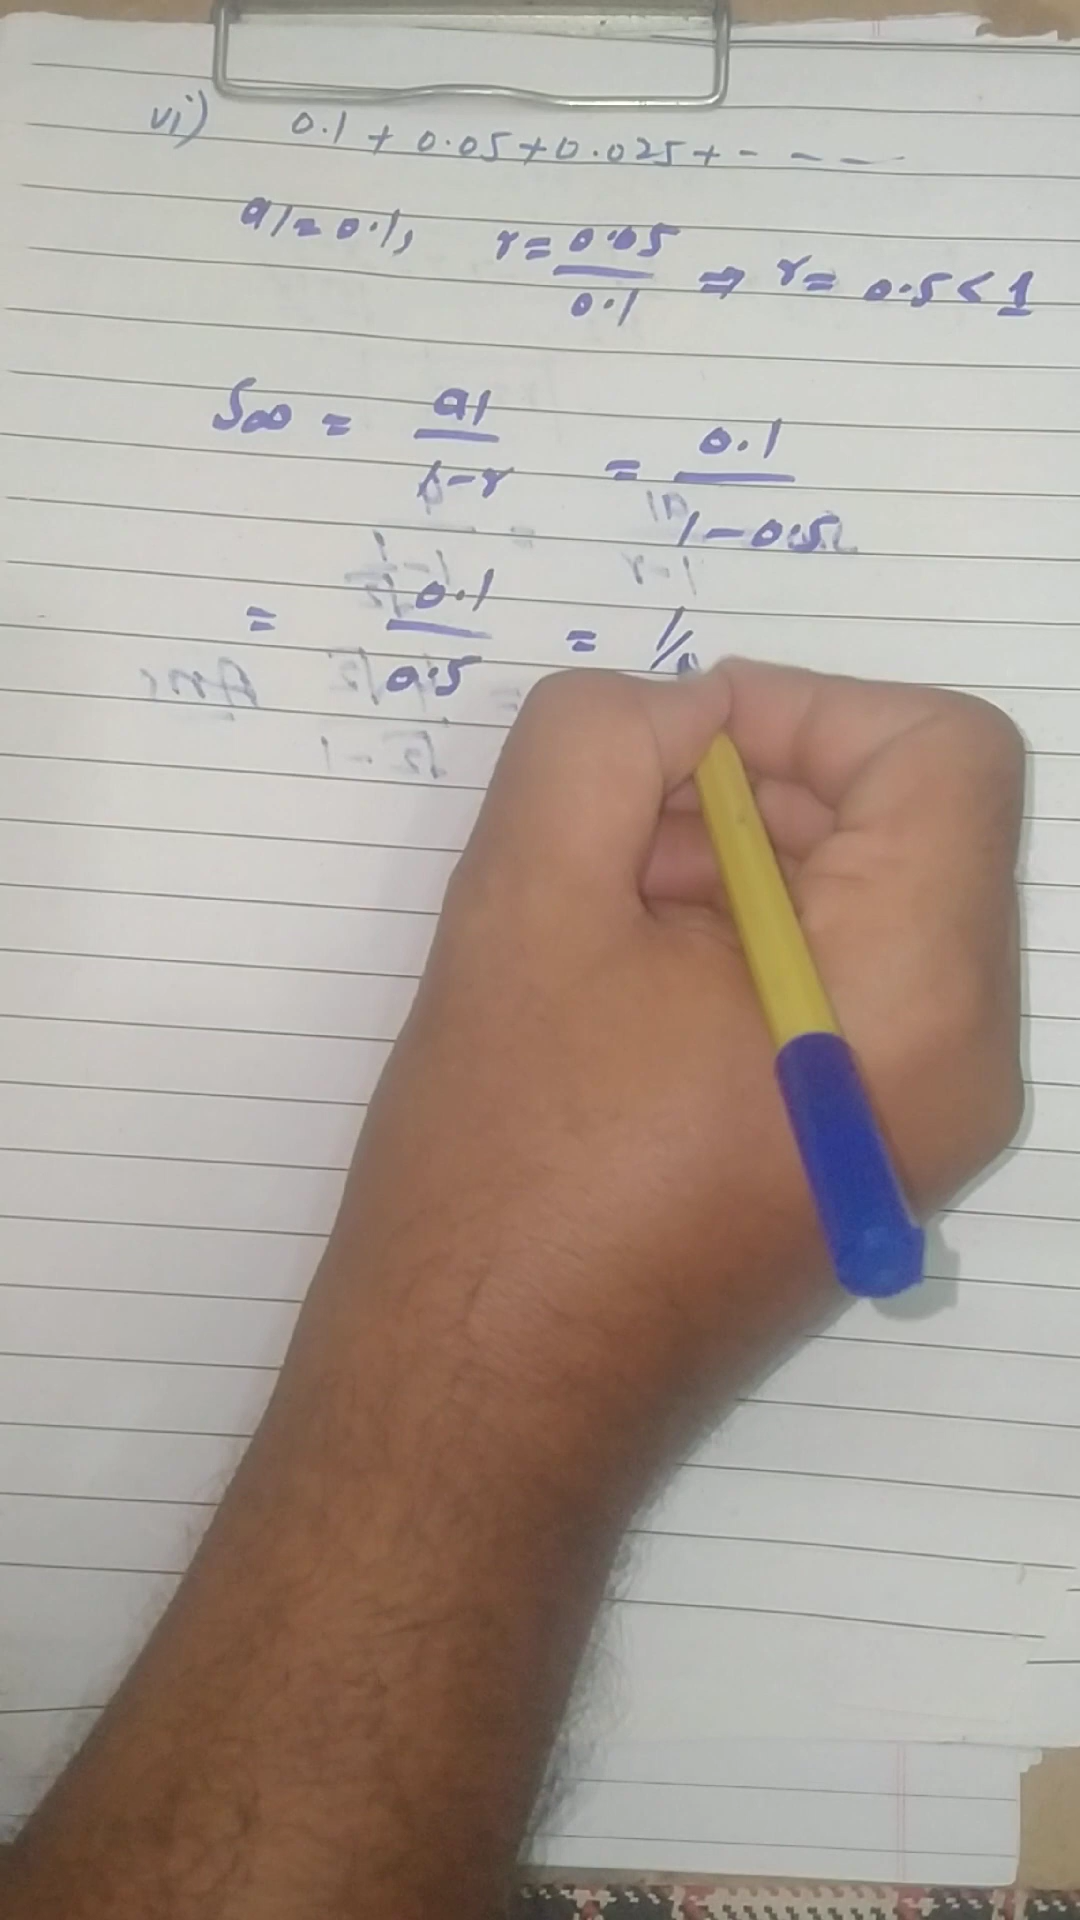 vi) 0.1 + 0.05 + 0.025 + - - -
a1 = 0.1, r = 0.05/0.1 ⇒ r = 0.5 < 1
S∞ = a1/1-r = 0.1/1-0.5
= 0.1/0.5 = 1/